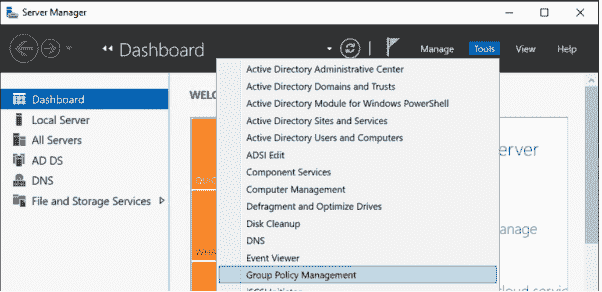 Server Manager
Dashboard
Manage Tools View Help
Dashboard
Local Server
All Servers
AD DS
DNS
File and Storage Services
WELC
Active Directory Administrative Center
Active Directory Domains and Trusts
Active Directory Module for Windows PowerShell
Active Directory Sites and Services
Active Directory Users and Computers
ADSI Edit
Component Services
Computer Management
Defragment and Optimize Drives
Disk Cleanup
DNS
Event Viewer
Group Policy Management
erver
nage
cloud servic